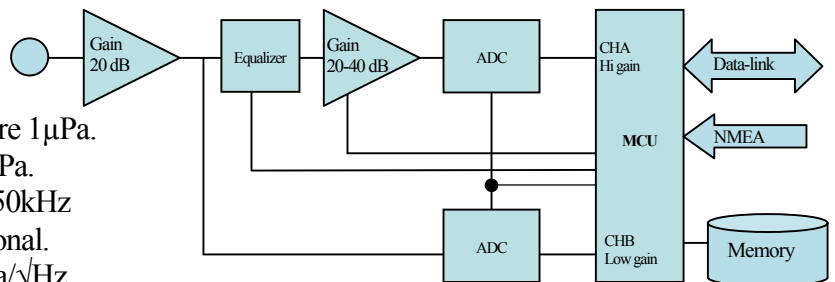 Gain
20 dB
Equalizer
Gain
20-40 dB
ADC
CHA
Hi gain
Data-link
MCU
NMEA
ADC
CHB
Low gain
Memory
re 1µPa.
Pa.
50kHz
onal.
a/√Hz